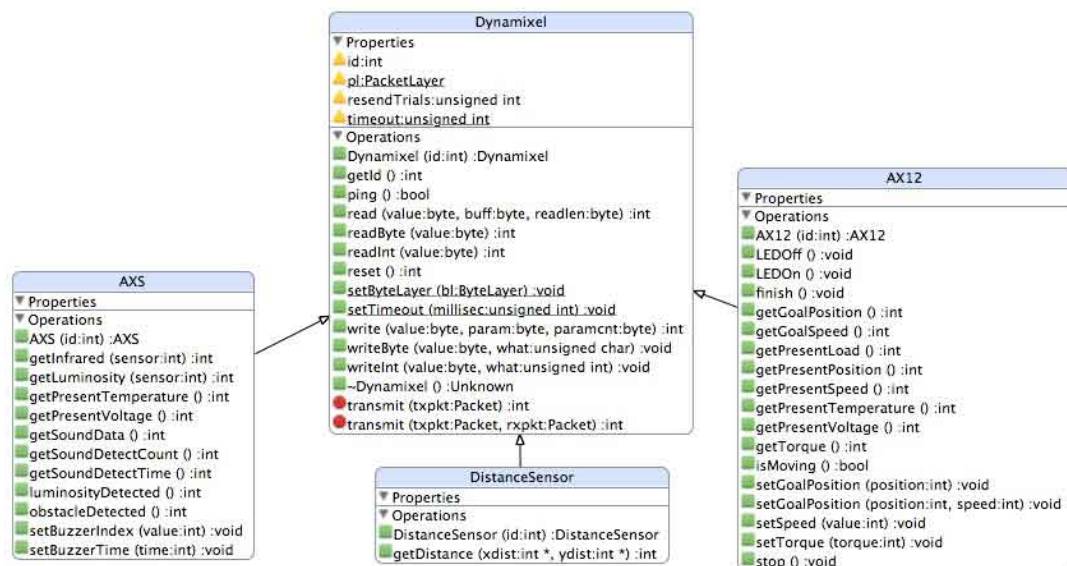 Dynamixel
Properties
id:int
pl:PacketLayer
resendTrials:unsigned int
timeout:unsigned int
Operations
Dynamixel (id:int) :Dynamixel
getId () :int
ping () :bool
read (value:byte, buff:byte, readlen:byte) :int
readByte (value:byte) :int
readInt (value:byte) :int
reset () :int
setByteLayer (bl:ByteLayer) :void
setTimeout (millisec:unsigned int) :void
write (value:byte, param:byte, paramcnt:byte) :int
writeByte (value:byte, what:unsigned char) :void
writeInt (value:byte, what:unsigned int) :void
~Dynamixel () :Unknown
transmit (txpkt:Packet) :int
transmit (txpkt:Packet, rxpkt:Packet) :int
AXS
Properties
Operations
AXS (id:int) :AXS
getInfrared (sensor:int) :int
getLuminosity (sensor:int) :int
getPresentTemperature () :int
getPresentVoltage () :int
getSoundData () :int
getSoundDetectCount () :int
getSoundDetectTime () :int
luminosityDetected () :int
obstacleDetected () :int
setBuzzerIndex (value:int) :void
setBuzzerTime (time:int) :void
DistanceSensor
Properties
Operations
DistanceSensor (id:int) :DistanceSensor
getDistance (xdist:int *, ydist:int *) :int
AX12
Properties
Operations
AX12 (id:int) :AX12
LEDOff () :void
LEDOn () :void
finish () :void
getGoalPosition () :int
getGoalSpeed () :int
getPresentLoad () :int
getPresentPosition () :int
getPresentSpeed () :int
getPresentTemperature () :int
getPresentVoltage () :int
getTorque () :int
isMoving () :bool
setGoalPosition (position:int) :void
setGoalPosition (position:int, speed:int) :void
setSpeed (value:int) :void
setTorque (torque:int) :void
stop () :void